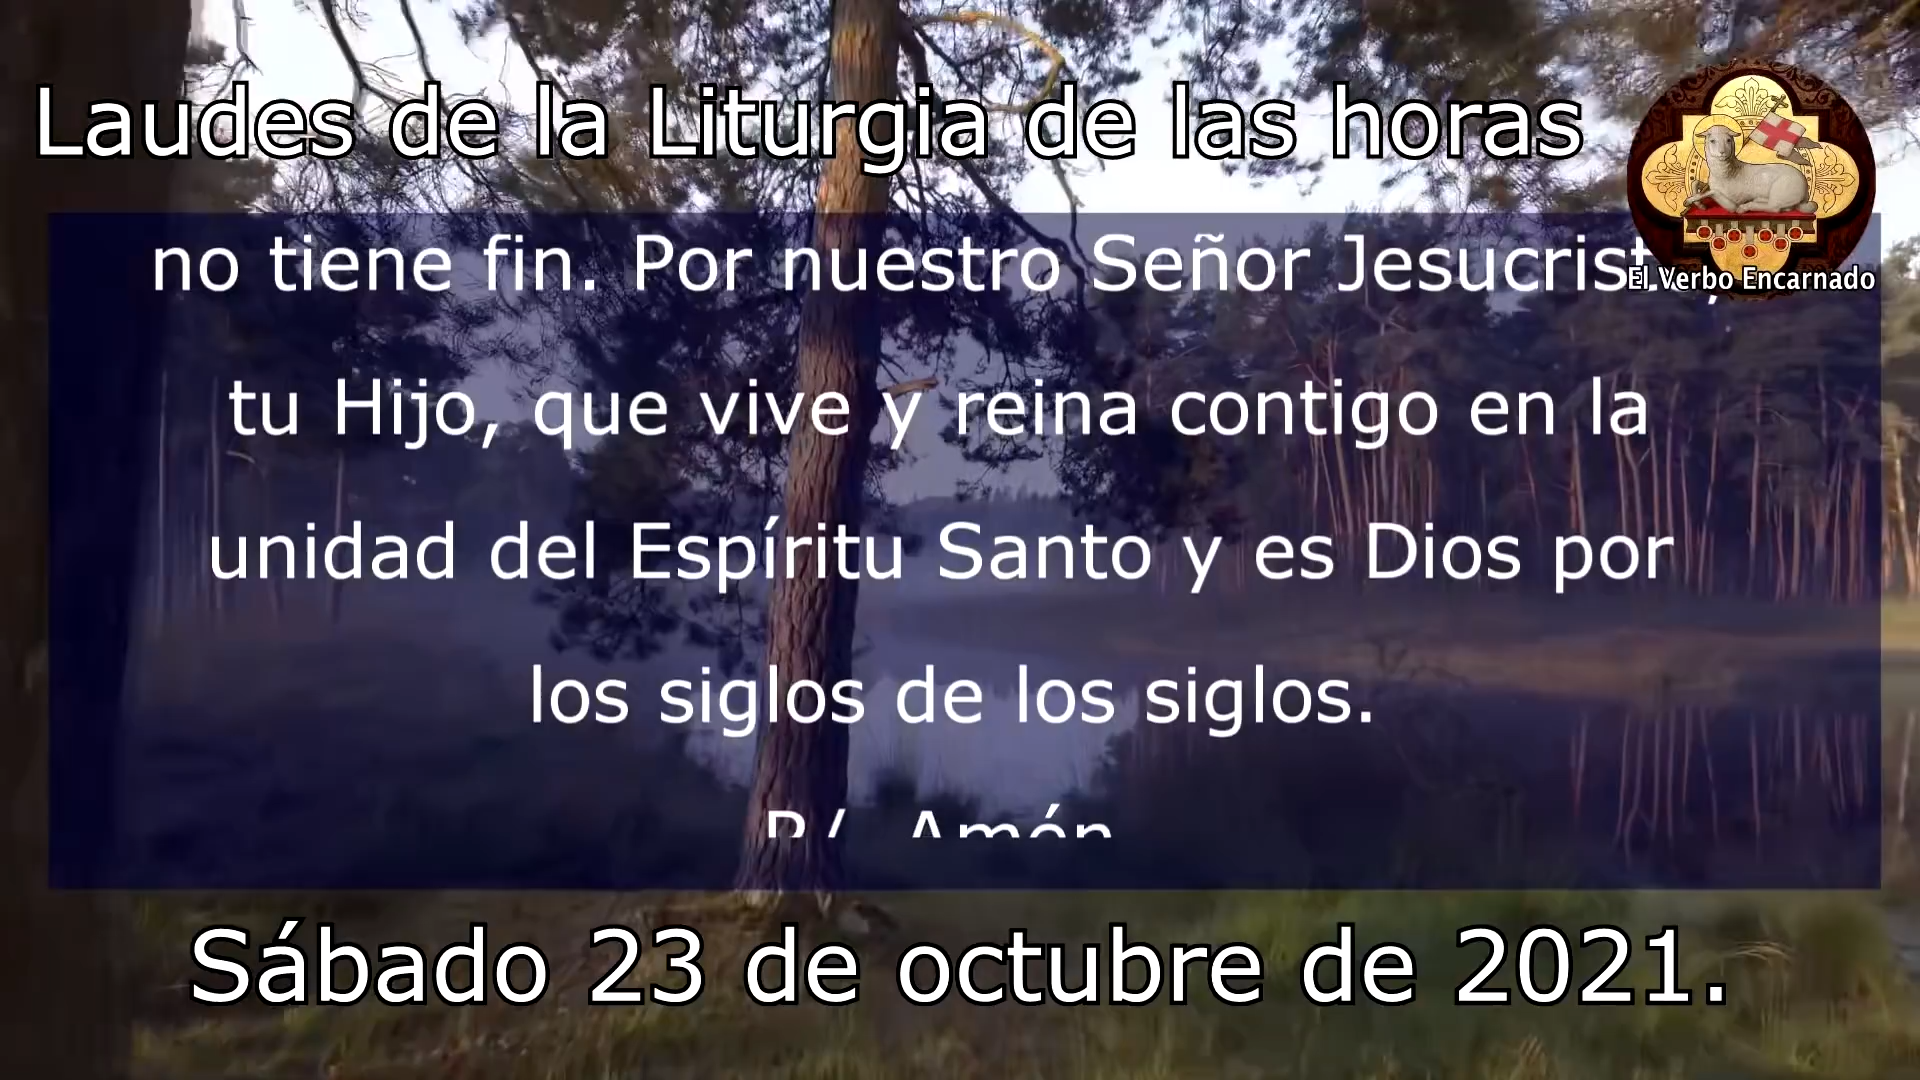 Laudes de la Liturgia de las horas
no tiene fin. Por nuestro Señor Jesucristo,
El Verbo Encarnado
tu Hijo, que vive y reina contigo en la
unidad del Espíritu Santo y es Dios por
los siglos de los siglos.
R/. Amén.
Sábado 23 de octubre de 2021.